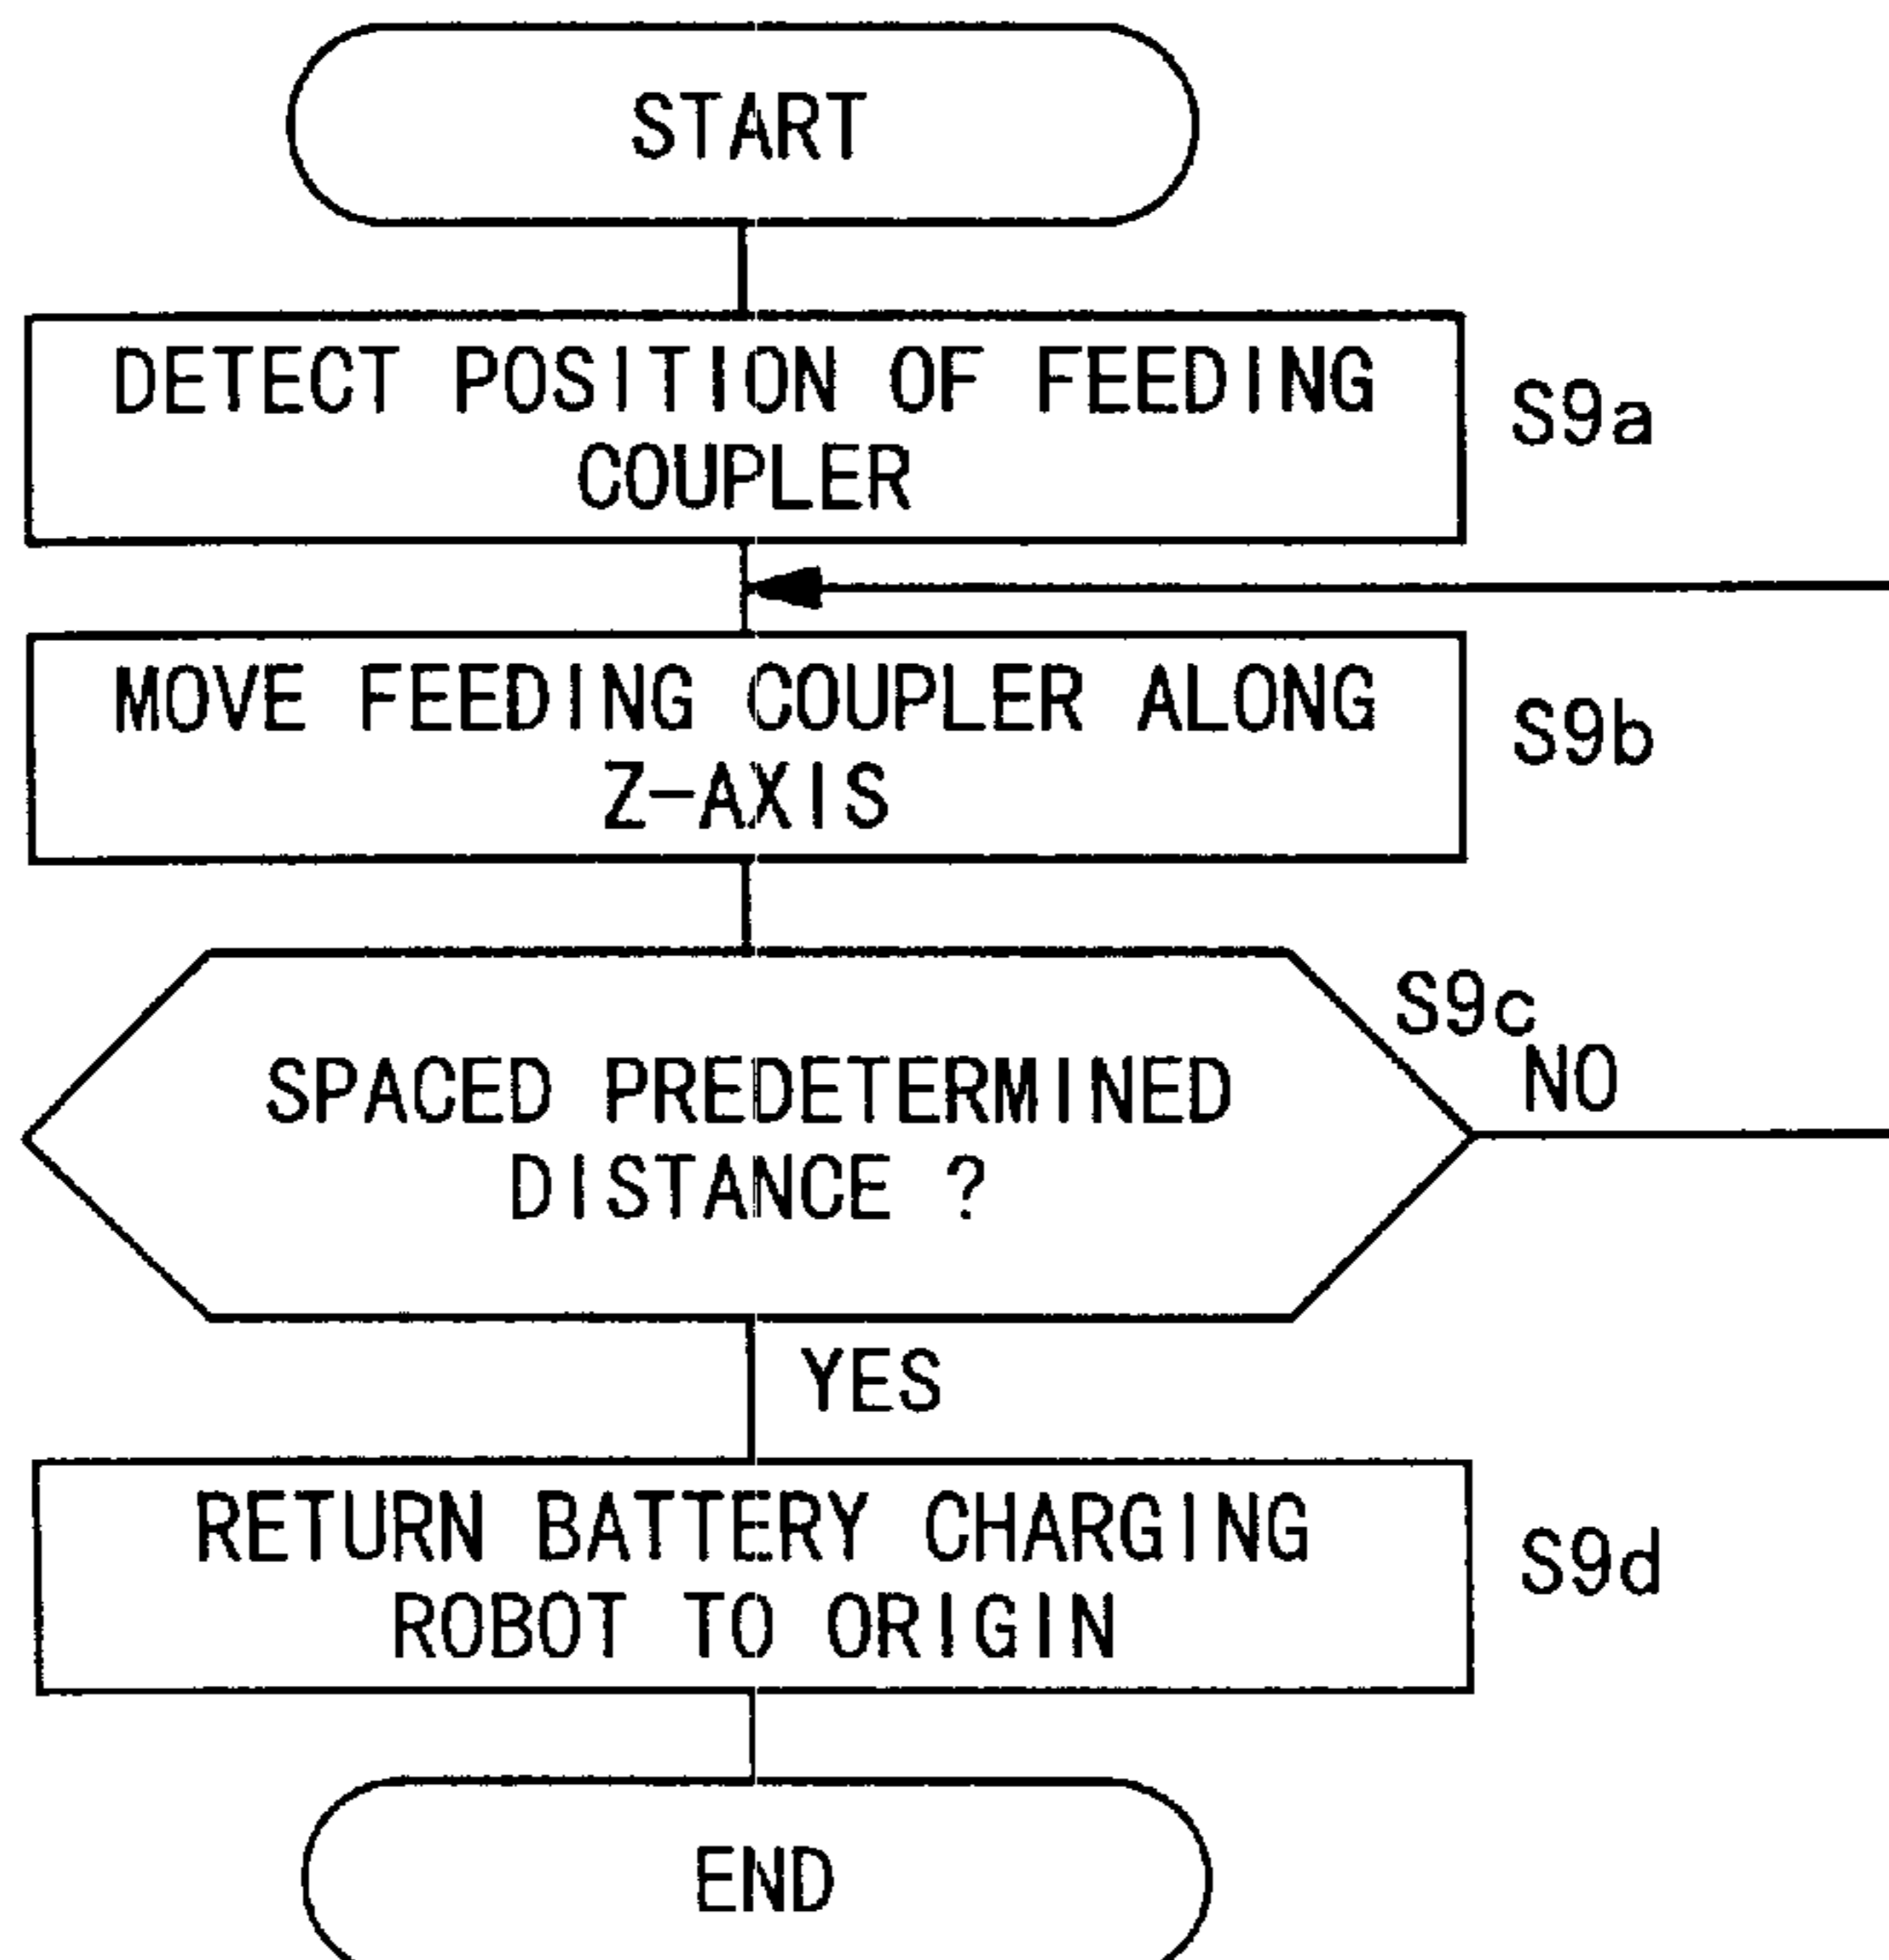 START
DETECT POSITION OF FEEDING
COUPLER
S9a
MOVE FEEDING COUPLER ALONG
Z-AXIS
S9b
S9c
NO
SPACED PREDETERMINED
DISTANCE ?
YES
RETURN BATTERY CHARGING
ROBOT TO ORIGIN
S9d
END